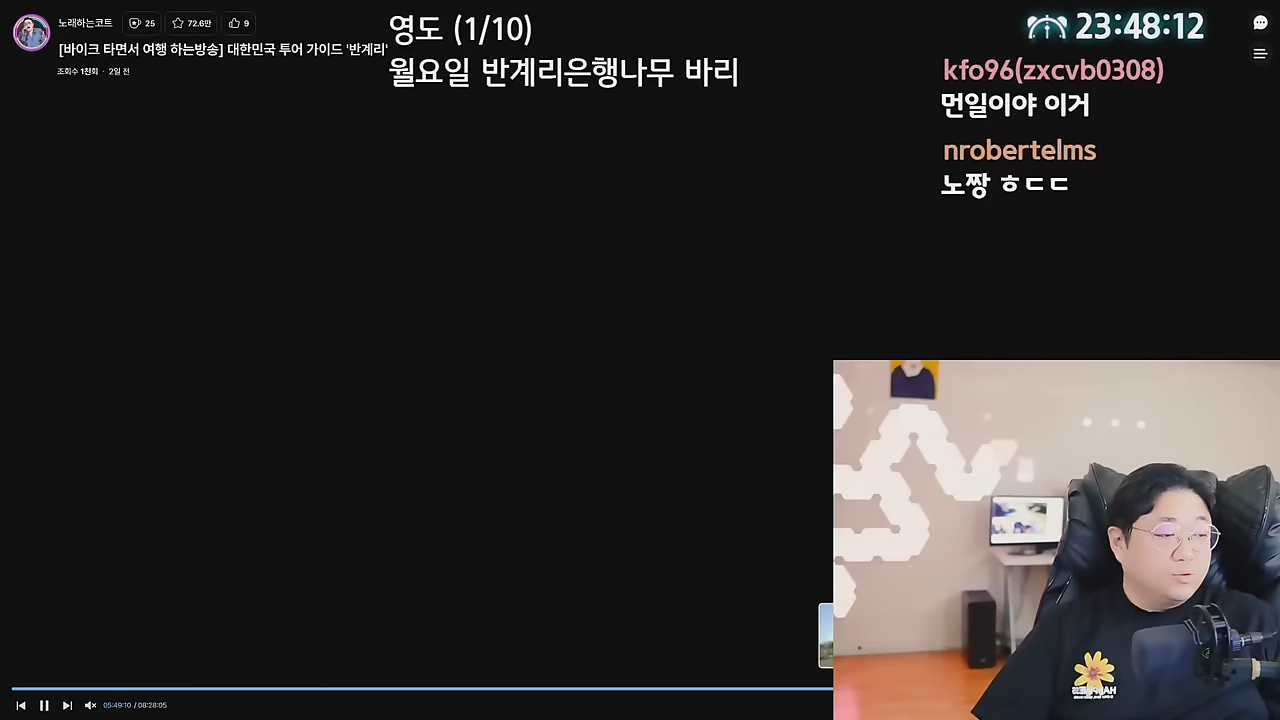 노래하는코트
25
72.6만
9
[바이크 타면서 여행 하는방송] 대한민국 투어 가이드 '반계리'
조회수 1천회 · 2일 전
영도 (1/10)
월요일 반계리은행나무 바리
23:48:12
kfo96(zxcvb0308)
먼일이야 이거
nrobertelms
노짱 ㅎㄷㄷ
05:49:10 / 08:28:05